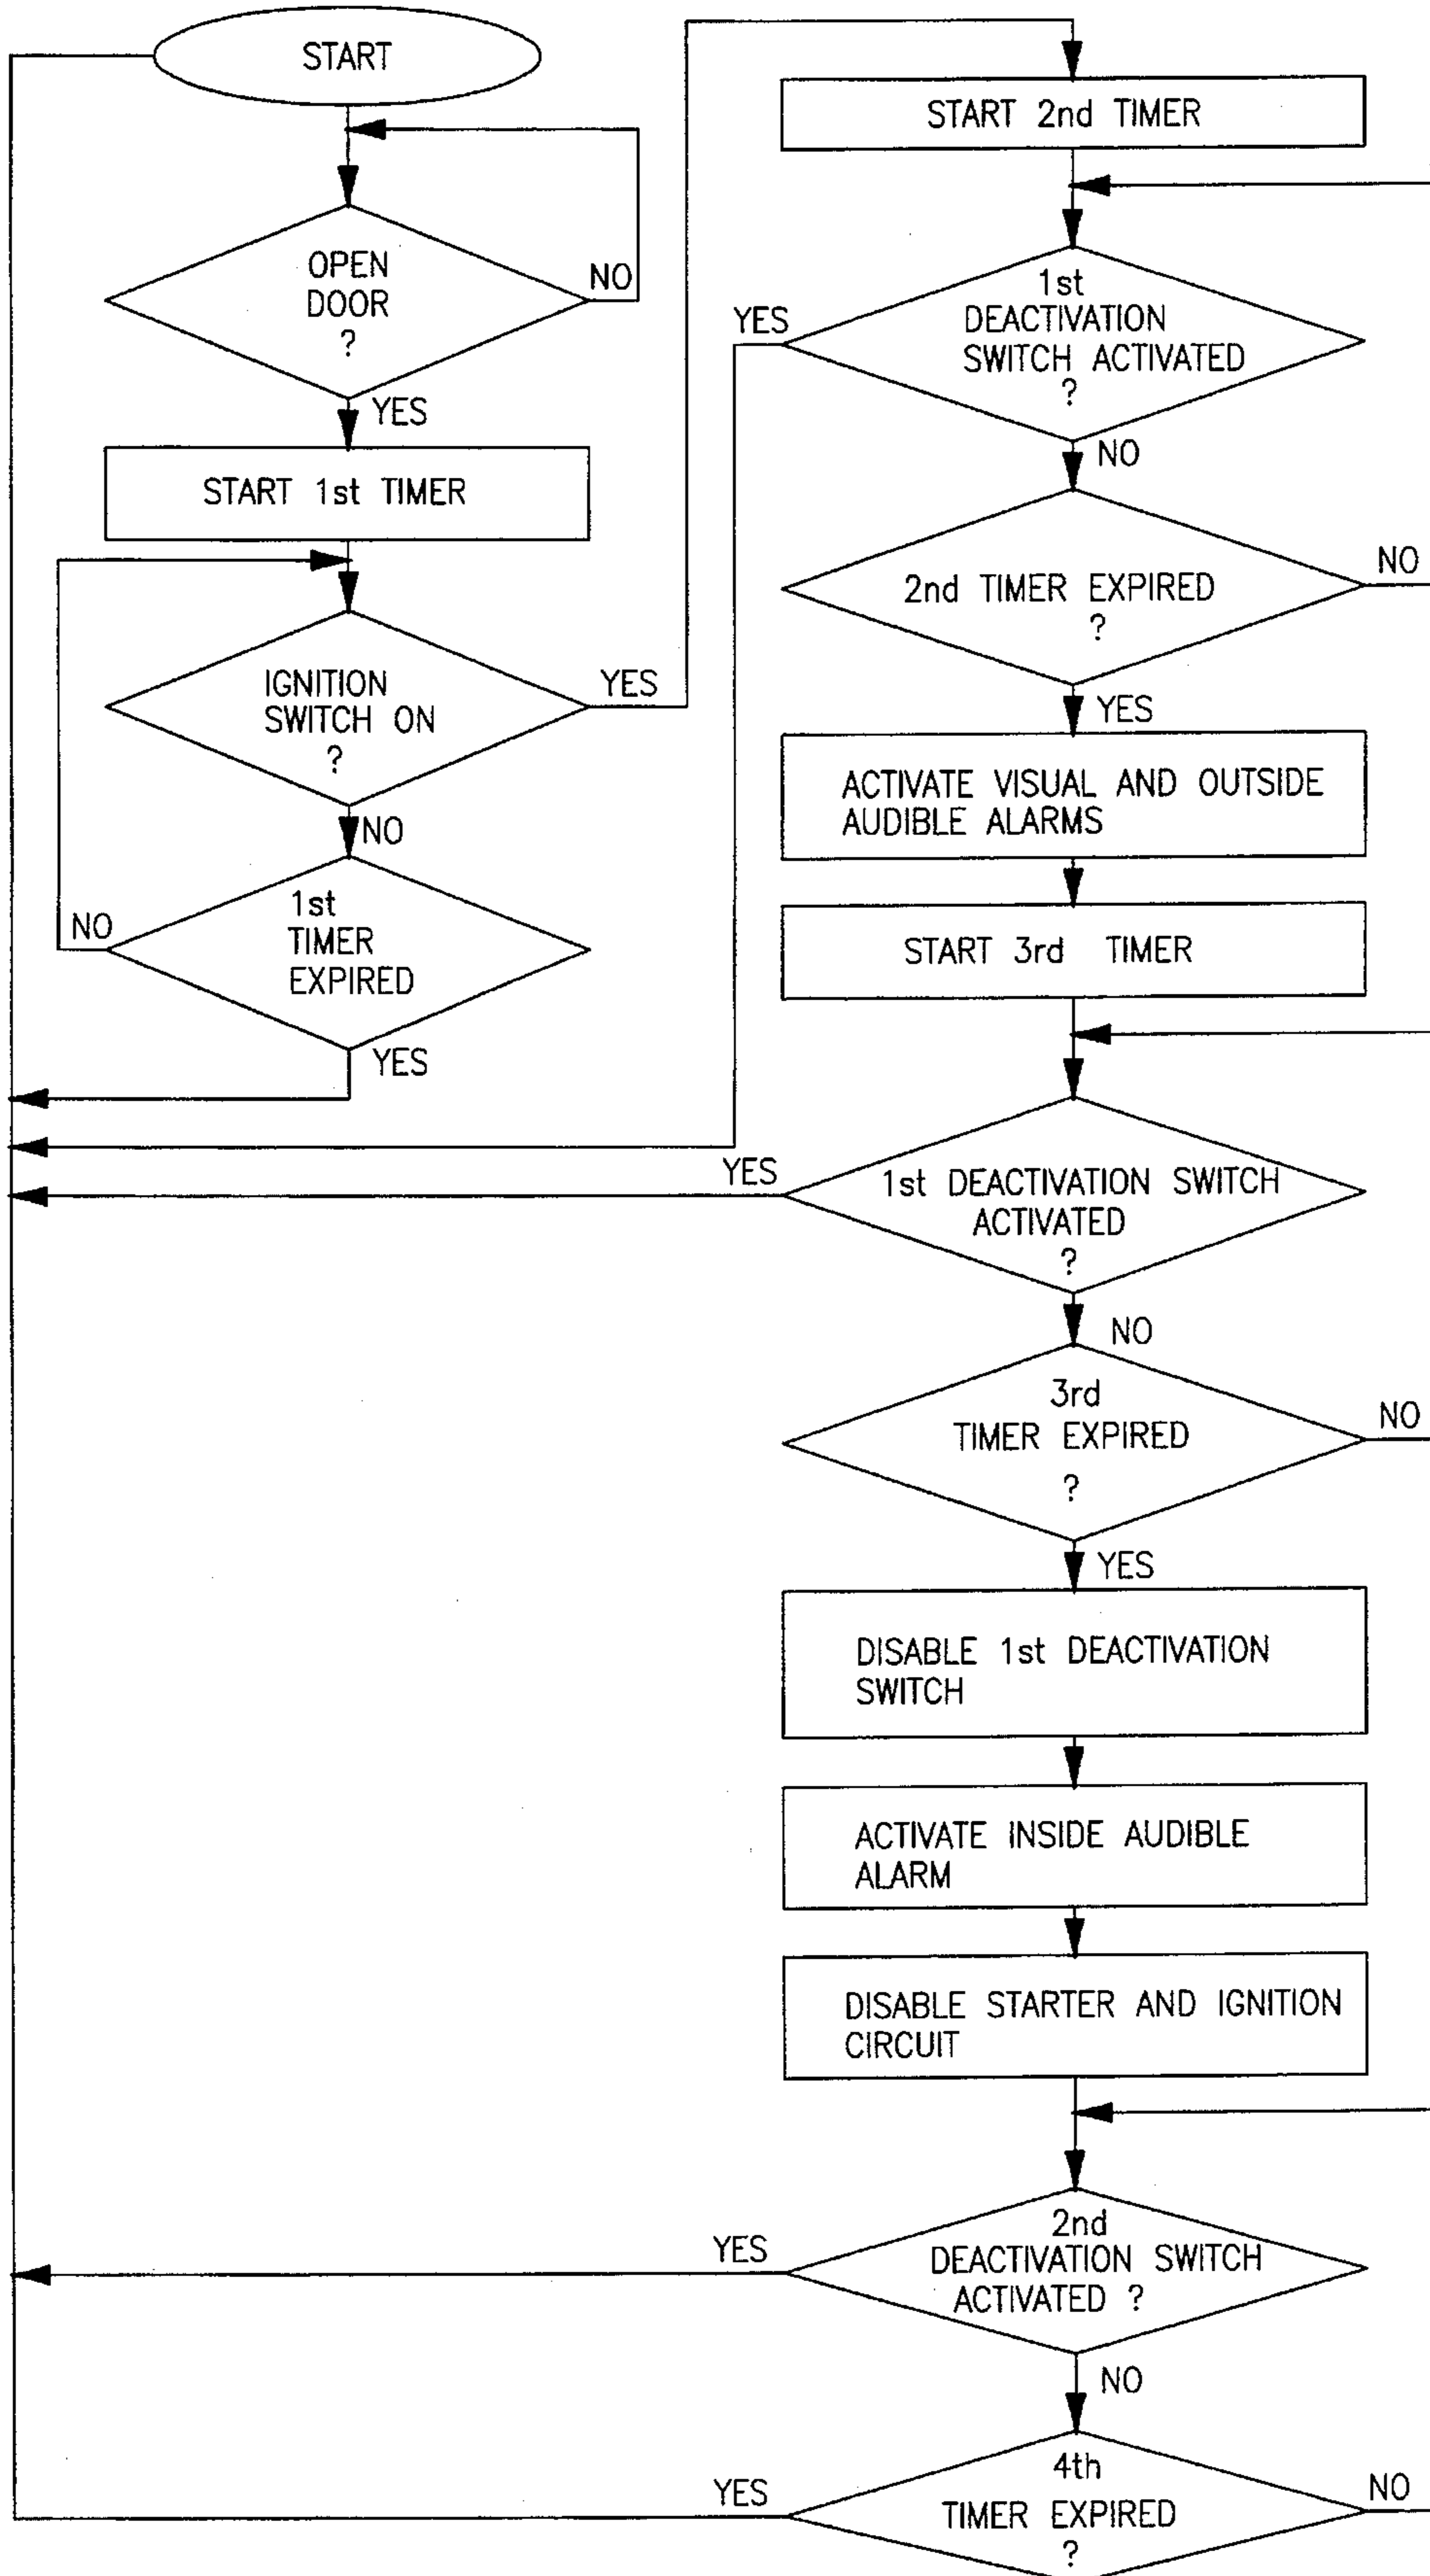 START
OPEN
DOOR
?
NO
YES
START 1st TIMER
IGNITION
SWITCH ON
?
YES
NO
1st
TIMER
EXPIRED
NO
YES
START 2nd TIMER
1st
DEACTIVATION
SWITCH ACTIVATED
?
YES
NO
2nd TIMER EXPIRED
?
NO
YES
ACTIVATE VISUAL AND OUTSIDE
AUDIBLE ALARMS
START 3rd TIMER
1st DEACTIVATION SWITCH
ACTIVATED
?
YES
NO
3rd
TIMER EXPIRED
?
NO
YES
DISABLE 1st DEACTIVATION
SWITCH
ACTIVATE INSIDE AUDIBLE
ALARM
DISABLE STARTER AND IGNITION
CIRCUIT
2nd
DEACTIVATION SWITCH
ACTIVATED ?
YES
NO
4th
TIMER EXPIRED
?
YES
NO